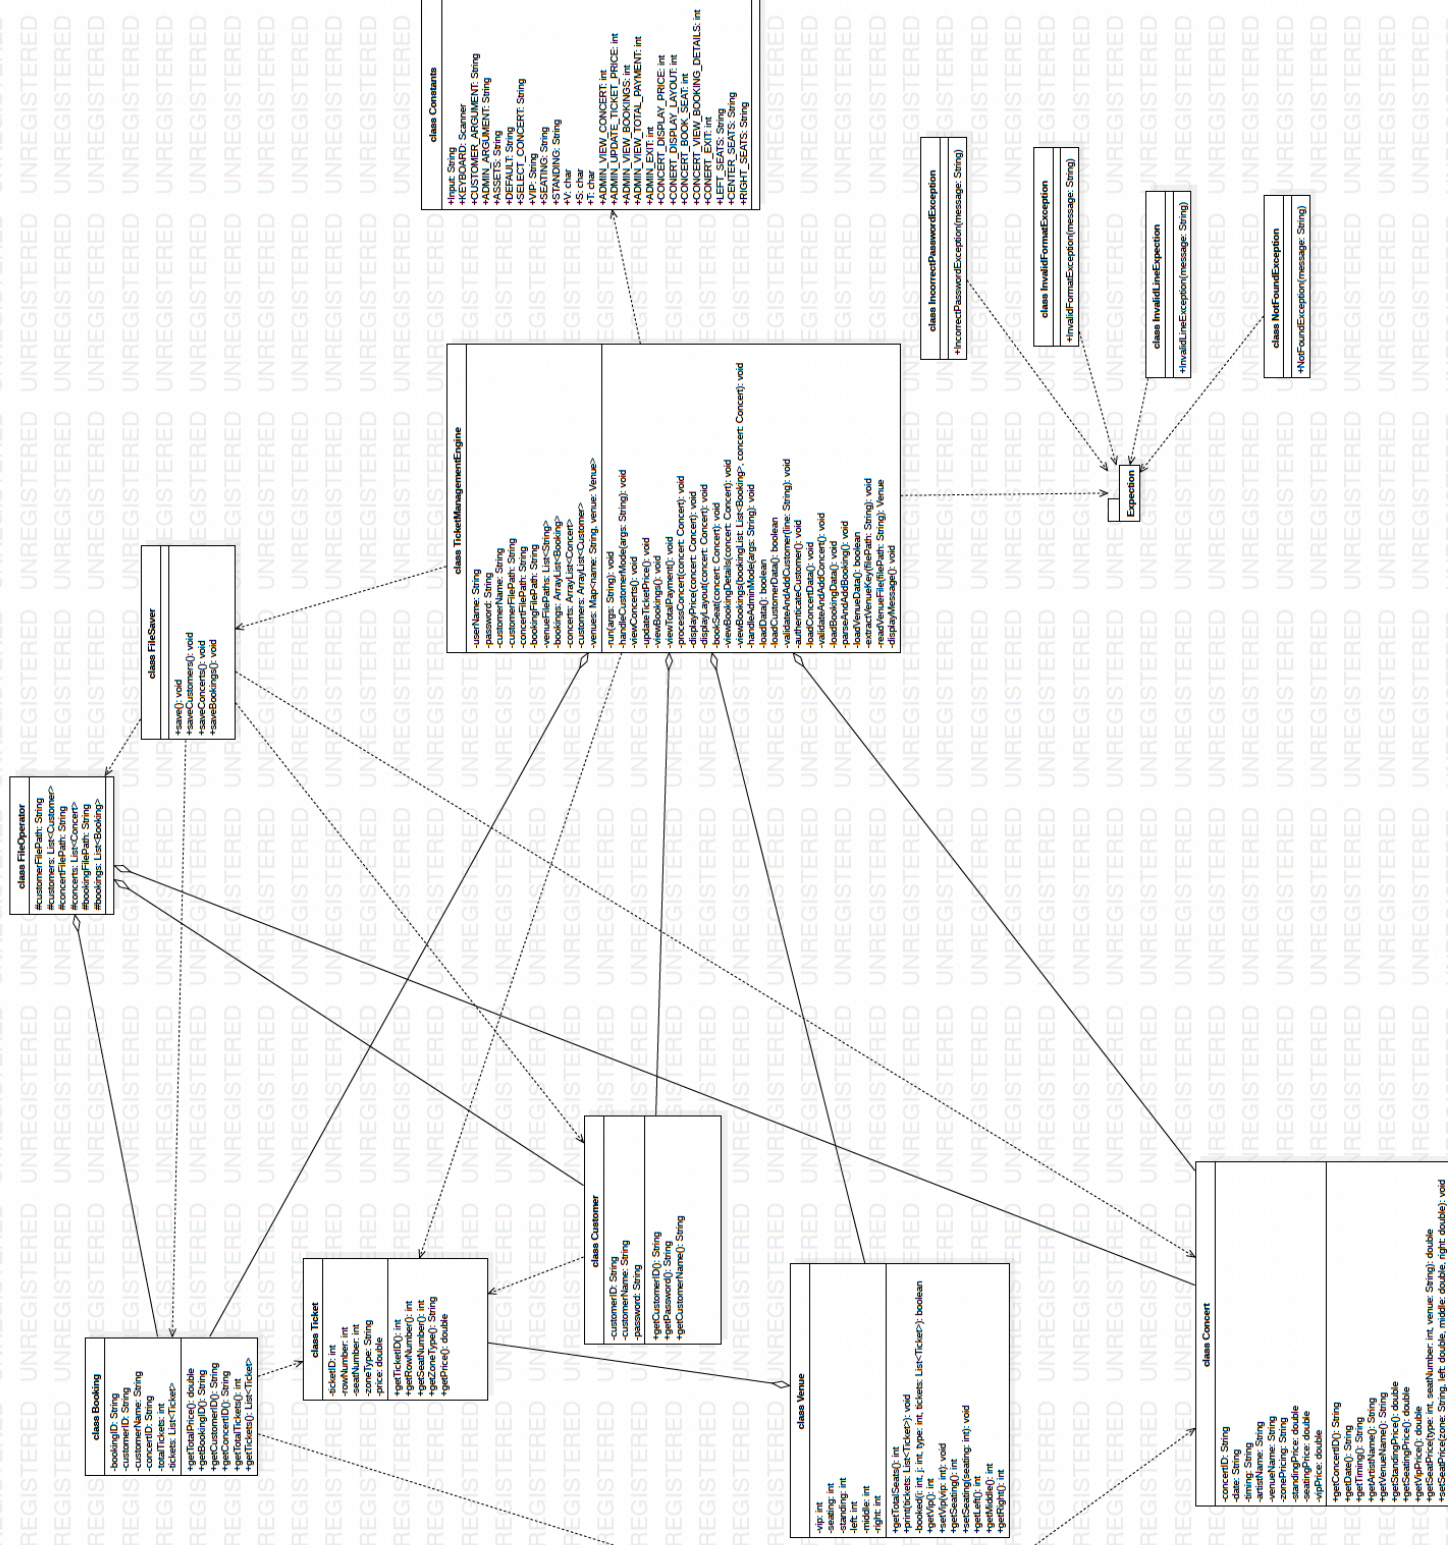 class Constants
+Input: String
+KEYBOARD: Scanner
+CUSTOMER_ARGUMENT: String
+ADMIN_ARGUMENT: String
+ASSETS: String
+DEFAULT: String
+SELECT_CONCERT: String
+VIP: String
+SEATING: String
+STANDING: String
+V: char
+S: char
+T: char
+ADMIN_VIEW_CONCERT: int
+ADMIN_UPDATE_TICKET_PRICE: int
+ADMIN_VIEW_BOOKINGS: int
+ADMIN_VIEW_TOTAL_PAYMENT: int
+ADMIN_EXIT: int
+CONCERT_DISPLAY_PRICE: int
+CONERT_DISPLAY_LAYOUT: int
+CONCERT_BOOK_SEAT: int
+CONCERT_VIEW_BOOKING_DETAILS: int
+CONERT_EXIT: int
+LEFT_SEATS: String
+CENTER_SEATS: String
+RIGHT_SEATS: String
class IncorrectPasswordException
+IncorrectPasswordException(message: String)
class InvalidFormatException
+InvalidFormatException(message: String)
class InvalidLineExpection
+InvalidLineException(message: String)
class NotFoundException
+NotFoundException(message: String)
Expection
class TicketManagementEngine
-userName: String
-password: String
-customerName: String
-customerFilePath: String
-concertFilePath: String
-bookingFilePath: String
-venueFilePaths: List<String>
-bookings: ArrayList<Booking>
-concerts: ArrayList<Concert>
-customers: ArrayList<Customer>
-venues: Map<name: String, venue: Venue>
-run(args: String): void
-handleCustomerMode(args: String): void
-viewConcerts(): void
-updateTicketPrice(): void
-viewBookings(): void
-viewTotalPayment(): void
-processConcert(concert: Concert): void
-displayPrice(concert: Concert): void
-displayLayout(concert: Concert): void
-bookSeat(concert: Concert): void
-viewBookingDetails(concert: Concert): void
-viewBookings(bookingList: List<Booking>, concert: Concert): void
-handleAdminMode(args: String): void
-loadData(): boolean
-loadCustomerData(): boolean
-validateAndAddCustomer(line: String): void
-authenticateCustomer(): void
-loadConcertData(): void
-validateAndAddConcert(): void
-loadBookingData(): void
-parseAndAddBooking(): void
-loadVenueData(): boolean
-extractVenueKey(filePath: String): void
-readVenueFile(filePath: String): Venue
-displayMessage(): void
class FileSaver
+save(): void
+saveCustomers(): void
+saveConcerts(): void
+saveBookings(): void
class FileOperator
#customerFilePath: String
#customers: List<Customer>
#concertFilePath: String
#concerts: List<Concert>
#bookingFilePath: String
#bookings: List<Booking>
class Booking
-bookingID: String
-customerID: String
-customerName: String
-concertID: String
-totalTickets: int
-tickets: List<Ticket>
+getTotalPrice(): double
+getBookingID(): String
+getCustomerID(): String
+getConcertID(): String
+getTotalTickets(): int
+getTickets(): List<Ticket>
class Ticket
-ticketID: int
-rowNumber: int
-seatNumber: int
-zoneType: String
-price: double
+getTicketID(): int
+getRowNumber(): int
+getSeatNumber(): int
+getZoneType(): String
+getPrice(): double
class Customer
-customerID: String
-customerName: String
-password: String
+getCustomerID(): String
+getPassword(): String
+getCustomerName(): String
class Venue
-vip: int
-seating: int
-standing: int
-left: int
-middle: int
-right: int
+getTotalSeats(): int
+print(tickets: List<Ticket>): void
-booked(i: int, j: int, type: int, tickets: List<Ticket>): boolean
+getVip(): int
+setVip(vip: int): void
+getSeating(): int
+setSeating(seating: int): void
+getLeft(): int
+getMiddle(): int
+getRight(): int
class Concert
-concertID: String
-date: String
-timing: String
-artistName: String
-venueName: String
-zonePricing: String
-standingPrice: double
-seatingPrice: double
-vipPrice: double
+getConcertID(): String
+getDate(): String
+getTiming(): String
+getArtistName(): String
+getVenueName(): String
+getStandingPrice(): double
+getSeatingPrice(): double
+getVipPrice(): double
+getSeatPrice(type: int, seatNumber: int, venue: String): double
+setSeatPrice(zone: String, left: double, middle: double, right: double): void
UNREGISTERED